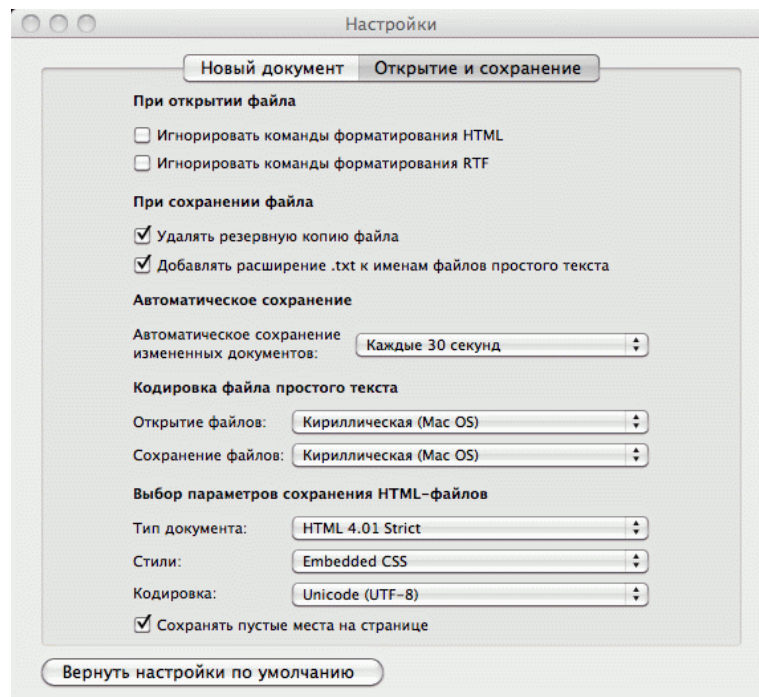 Настройки
Новый документ Открытие и сохранение
При открытии файла
Игнорировать команды форматирования HTML
Игнорировать команды форматирования RTF
При сохранении файла
Удалять резервную копию файла
Добавлять расширение .txt к именам файлов простого текста
Автоматическое сохранение
Автоматическое сохранение
измененных документов: Каждые 30 секунд
Кодировка файла простого текста
Открытие файлов: Кириллическая (Mac OS)
Сохранение файлов: Кириллическая (Mac OS)
Выбор параметров сохранения HTML-файлов
Тип документа: HTML 4.01 Strict
Стили: Embedded CSS
Кодировка: Unicode (UTF-8)
Сохранять пустые места на странице
Вернуть настройки по умолчанию